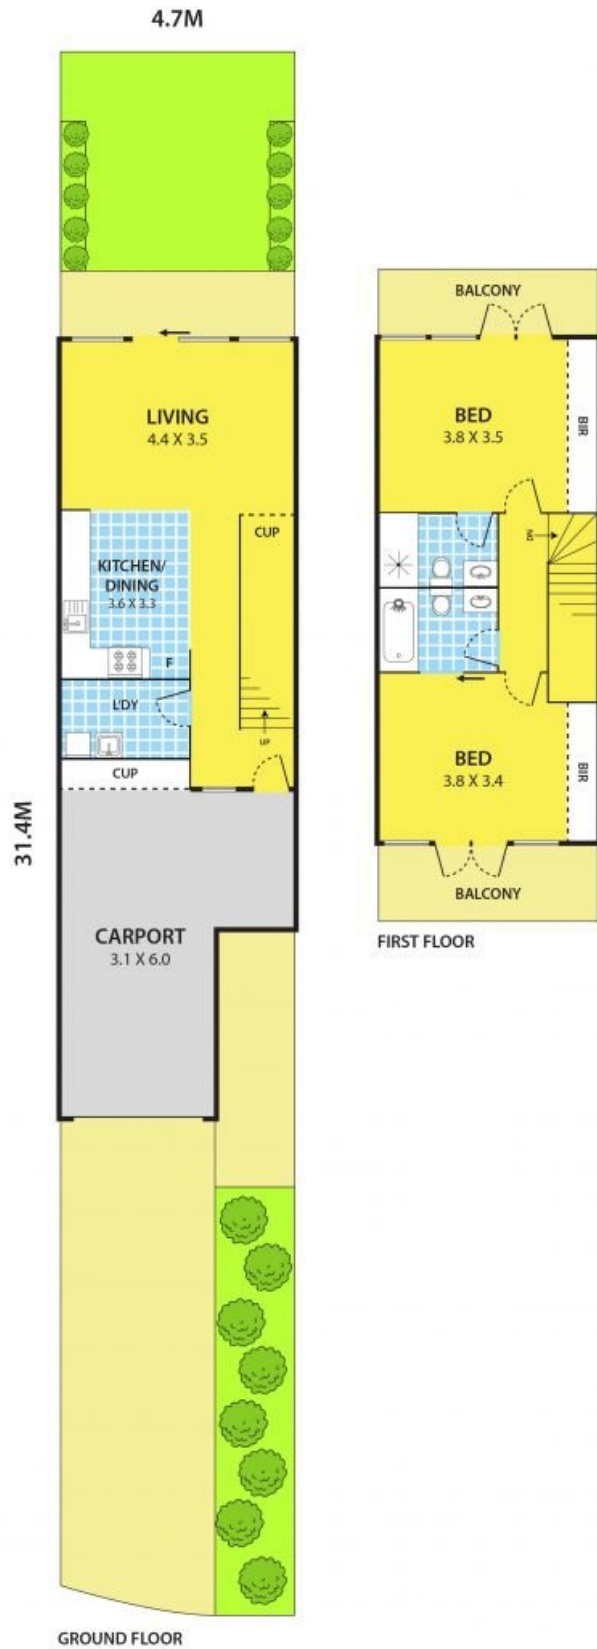 4.7M
LIVING
4.4 X 3.5
CUP
KITCHEN/
DINING
3.6 X 3.3
F
L'DY
UP
CUP
31.4M
CARPORT
3.1 X 6.0
GROUND FLOOR
BALCONY
BED
3.8 X 3.5
BIR
DN
BED
3.8 X 3.4
BIR
BALCONY
FIRST FLOOR